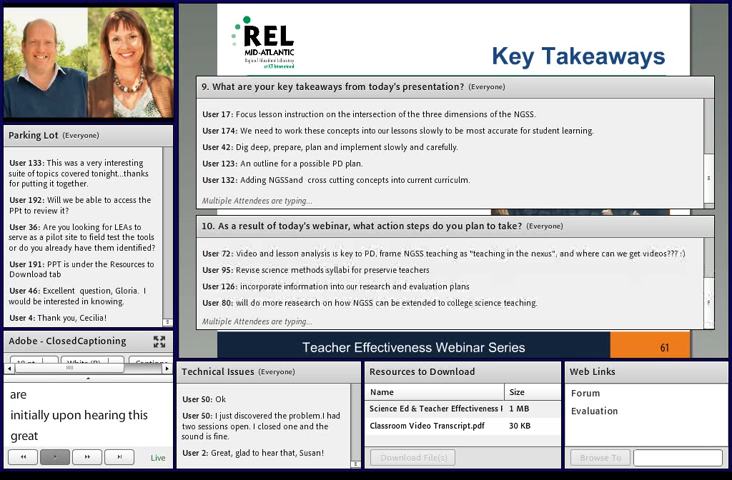 REL
MID-ATLANTIC
Regional Educational Laboratory
Key Takeaways
9. What are your key takeaways from today's presentation? (Everyone)
User 17: Focus lesson instruction on the intersection of the three dimensions of the NGSS.
User 174: We need to work these concepts into our lessons slowly to be most accurate for student learning.
User 42: Dig deep, prepare, plan and implement slowly and carefully.
User 123: An outline for a possible PD plan.
User 132: Adding NGSSand cross cutting concepts into current curriculm.
Multiple Attendees are typing...
10. As a result of today's webinar, what action steps do you plan to take? (Everyone)
User 72: Video and lesson analysis is key to PD, frame NGSS teaching as "teaching in the nexus", and where can we get videos??? :)
User 95: Revise science methods syllabi for preservie teachers
User 126: incorporate information into our research and evaluation plans
User 80: will do more reasearch on how NGSS can be extended to college science teaching.
Multiple Attendees are typing...
Teacher Effectiveness Webinar Series
61
Parking Lot (Everyone)
User 133: This was a very interesting
suite of topics covered tonight...thanks
for putting it together.
User 192: Will we be able to access the
PPt to review it?
User 36: Are you looking for LEAs to
serve as a pilot site to field test the tools
or do you already have them identified?
User 191: PPT is under the Resources to
Download tab
User 46: Excellent question, Gloria. I
would be interested in knowing.
User 4: Thank you, Cecilia!
Adobe - ClosedCaptioning
are
initially upon hearing this
great
Live
Technical Issues (Everyone)
User 50: Ok
User 50: I just discovered the problem.I had
two sessions open. I closed one and the
sound is fine.
User 2: Great, glad to hear that, Susan!
Resources to Download
Name Size
Science Ed & Teacher Effectiveness 1 MB
Classroom Video Transcript.pdf 30 KB
Download File(s)
Web Links
Forum
Evaluation
Browse To